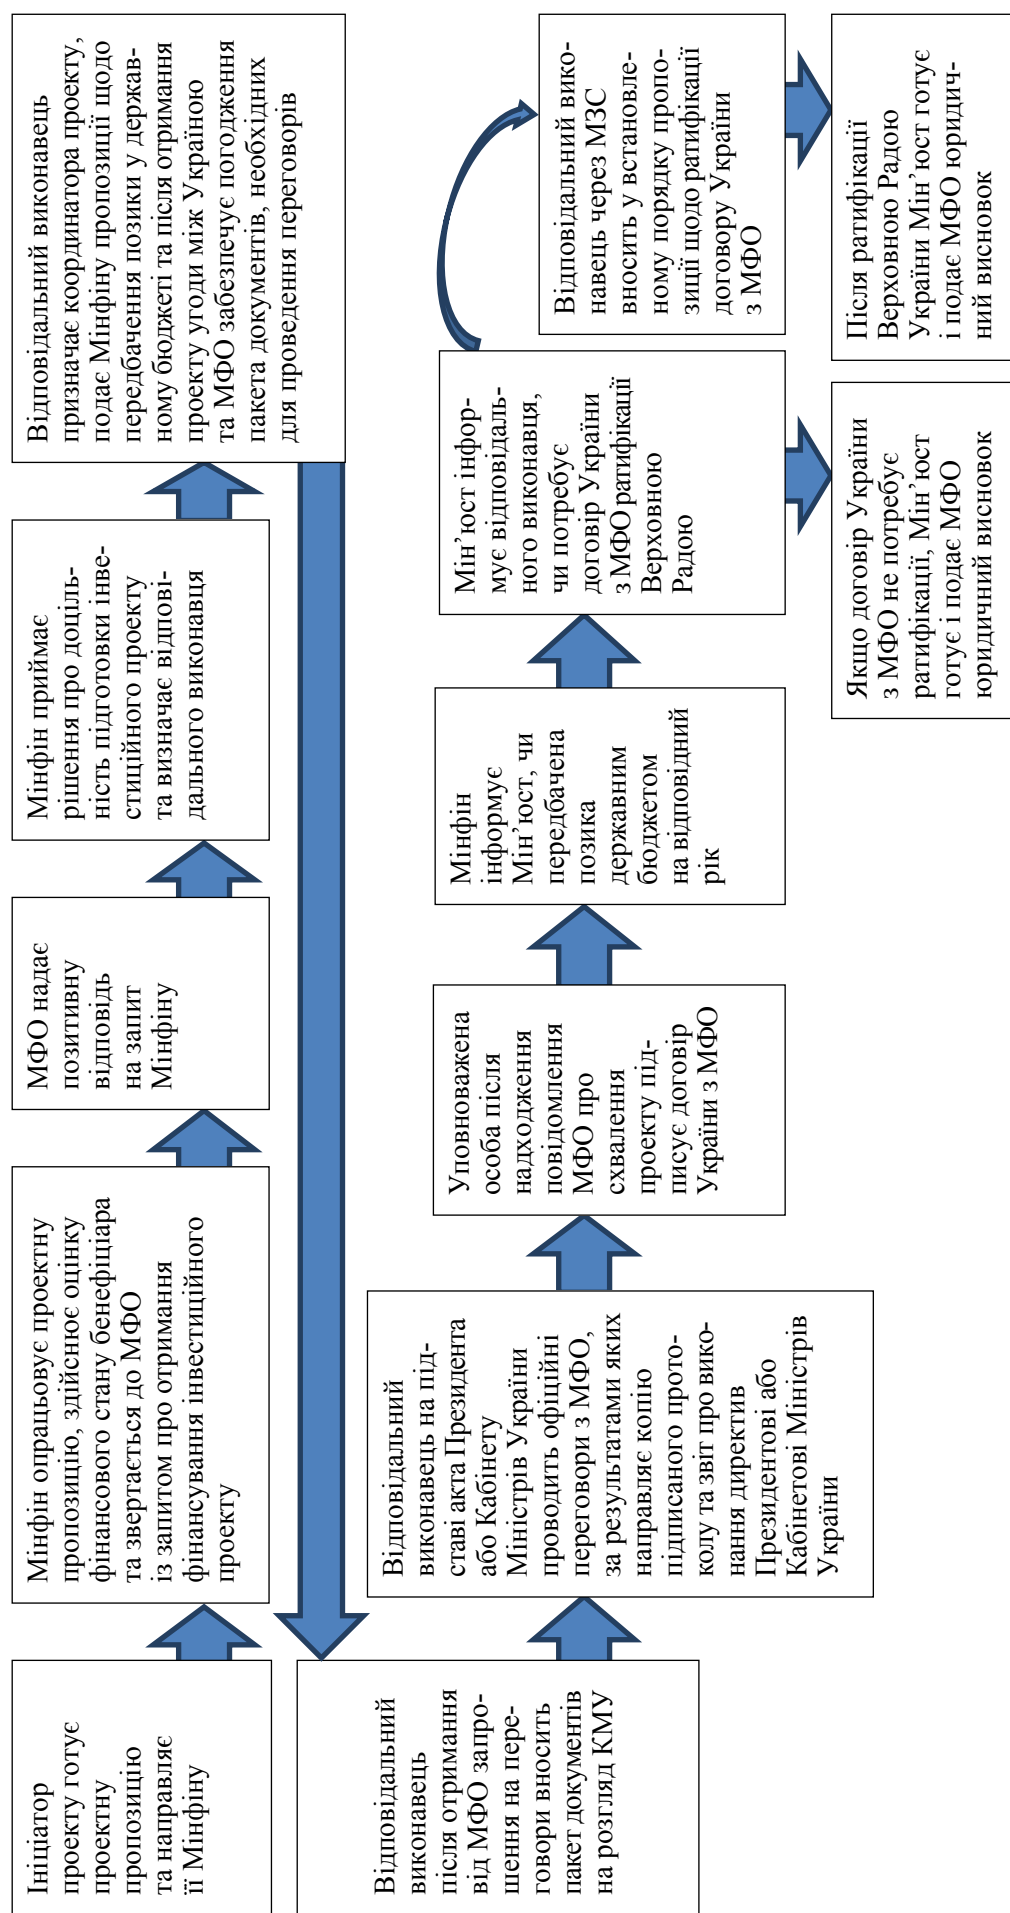 Ініціатор
проекту готує
проектну
пропозицію
та направляє
її Мінфіну
Мінфін опрацьовує проектну
пропозицію, здійснює оцінку
фінансового стану бенефіціара
та звертається до МФО
із запитом про отримання
фінансування інвестиційного
проекту
МФО надає
позитивну
відповідь
на запит
Мінфіну
Мінфін приймає
рішення про доціль-
ність підготовки інве-
стиційного проекту
та визначає відпові-
дального виконавця
Відповідальний виконавець
призначає координатора проекту,
подає Мінфіну пропозиції щодо
передбачення позики у держав-
ному бюджеті та після отримання
проекту угоди між Україною
та МФО забезпечує погодження
пакета документів, необхідних
для проведення переговорів
Відповідальний
виконавець
після отримання
від МФО запро-
шення на пере-
говори вносить
пакет документів
на розгляд КМУ
Відповідальний
виконавець на під-
ставі акта Президента
або Кабінету
Міністрів України
проводить офіційні
переговори з МФО,
за результатами яких
направляє копію
підписаного прото-
колу та звіт про вико-
нання директив
Президентові або
Кабінетові Міністрів
України
Уповноважена
особа після
надходження
повідомлення
МФО про
схвалення
проекту під-
писує договір
України з МФО
Мінфін
інформує
Мін’юст, чи
передбачена
позика
державним
бюджетом
на відповідний
рік
Мін’юст інфор-
мує відповідаль-
ного виконавця,
чи потребує
договір України
з МФО ратифікації
Верховною
Радою
Відповідальний вико-
навець через МЗС
вносить у встановле-
ному порядку пропо-
зиції щодо ратифікації
договору України
з МФО
Якщо договір України
з МФО не потребує
ратифікації, Мін’юст
готує і подає МФО
юридичний висновок
Після ратифікації
Верховною Радою
України Мін’юст готує
і подає МФО юридич-
ний висновок